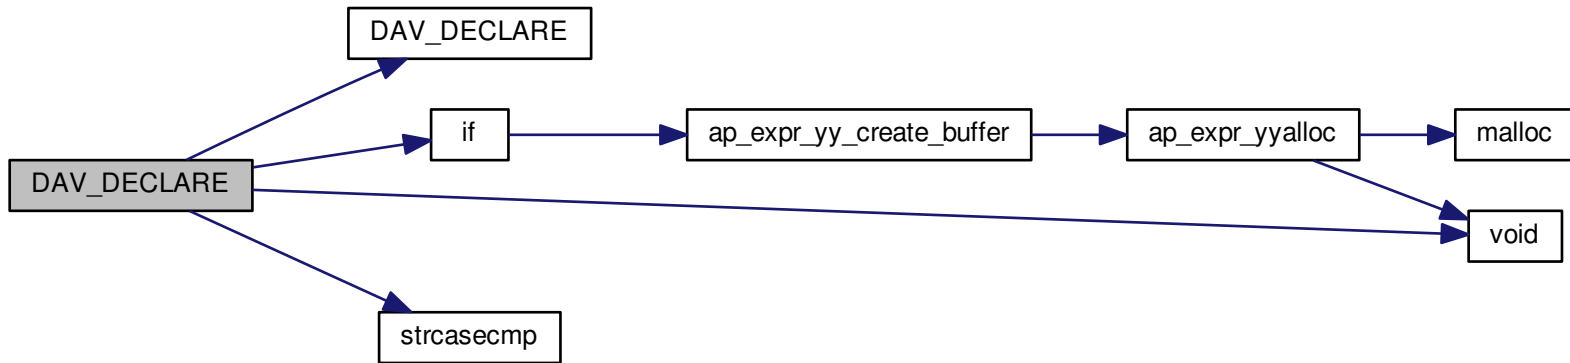 DAV_DECLARE
DAV_DECLARE
if
ap_expr_yy_create_buffer
ap_expr_yyalloc
malloc
void
strcasecmp